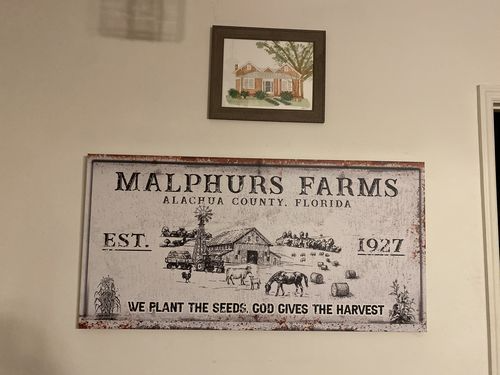 MALPHURS FARMS
ALACHUA COUNTY, FLORIDA
EST. 1927
WE PLANT THE SEEDS, GOD GIVES THE HARVEST